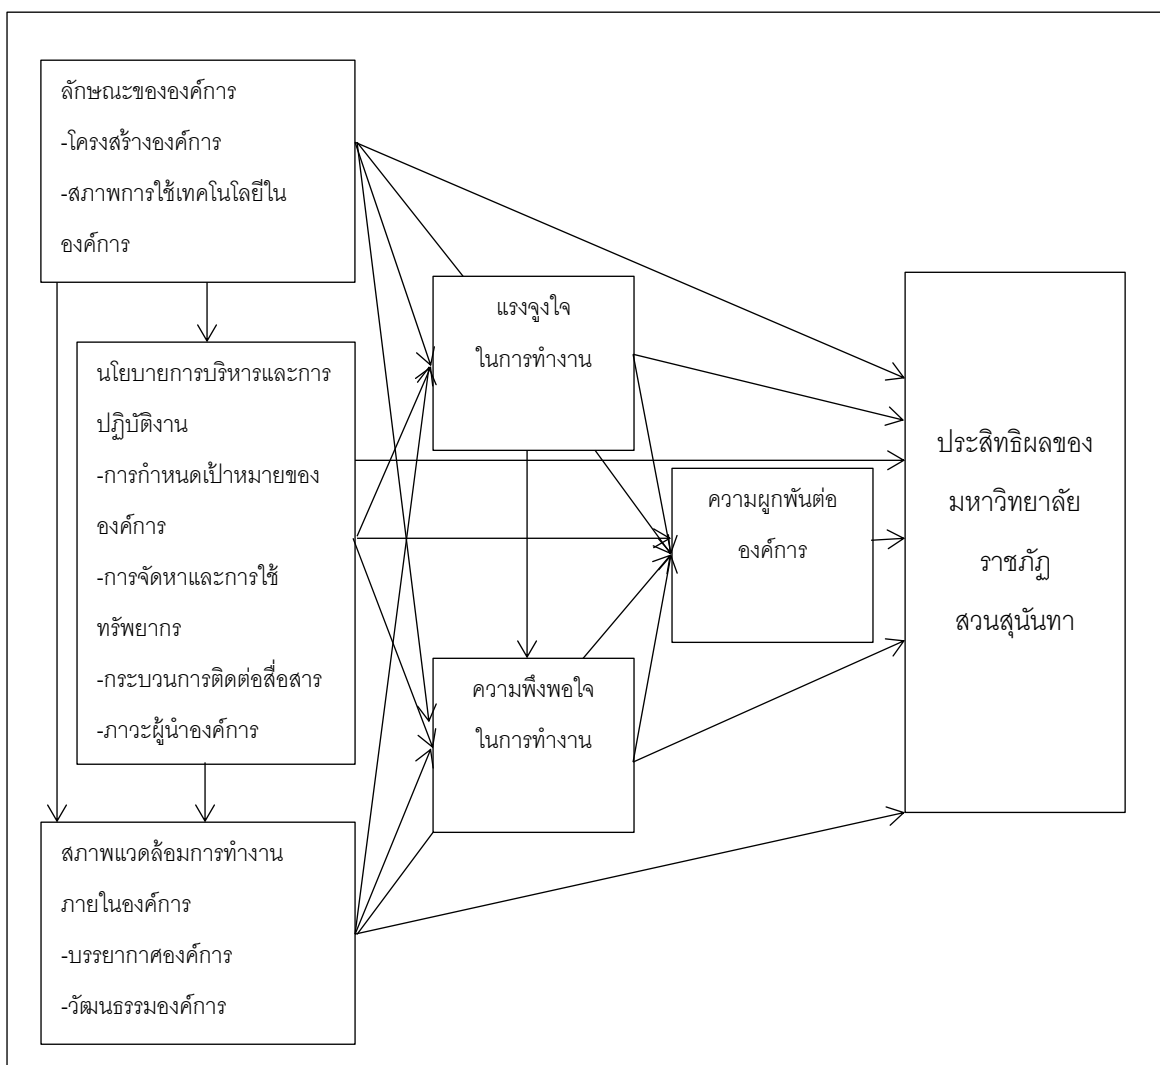 ลักษณะขององค์การ
-โครงสร้างองค์การ
-สภาพการใช้เทคโนโลยีใน
องค์การ
นโยบายการบริหารและการ
ปฏิบัติงาน
-การกำหนดเป้าหมายของ
องค์การ
-การจัดหาและการใช้
ทรัพยากร
-กระบวนการติดต่อสื่อสาร
-ภาวะผู้นำองค์การ
สภาพแวดล้อมการทำงาน
ภายในองค์การ
-บรรยากาศองค์การ
-วัฒนธรรมองค์การ
แรงจูงใจ
ในการทำงาน
ความพึงพอใจ
ในการทำงาน
ความผูกพันต่อ
องค์การ
ประสิทธิผลของ
มหาวิทยาลัย
ราชภัฏ
สวนสุนันทา